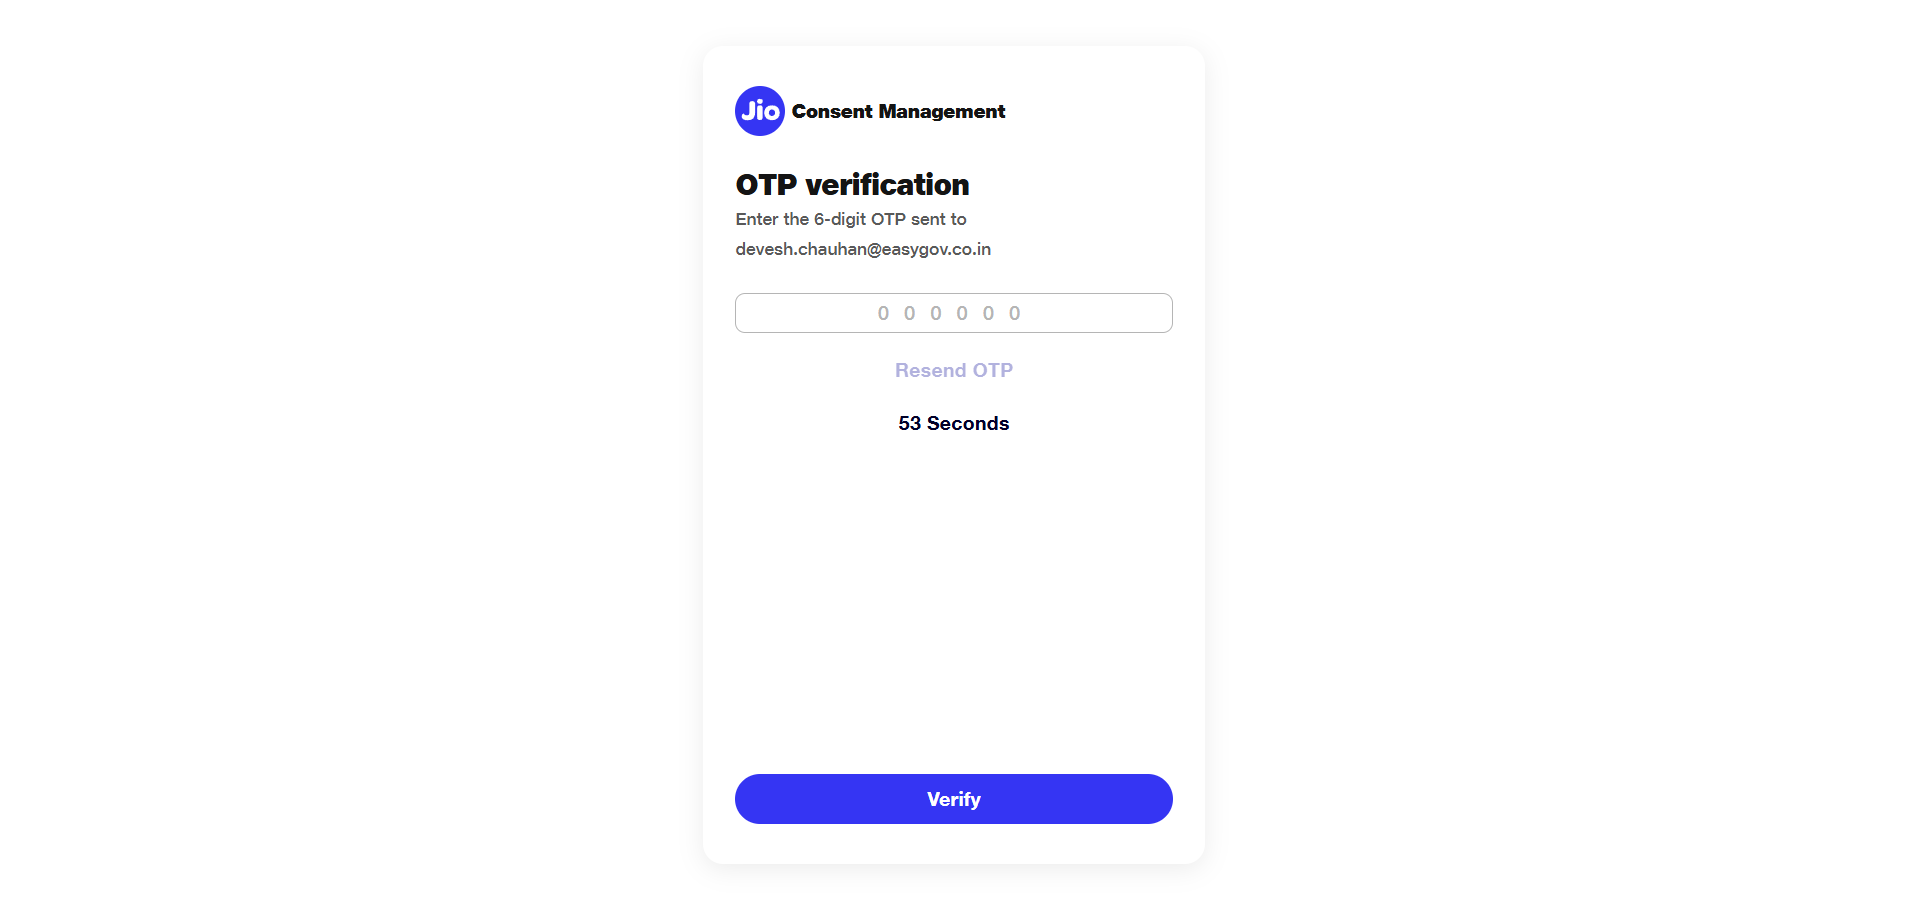 Jio Consent Management
OTP verification
Enter the 6-digit OTP sent to
devesh.chauhan@easygov.co.in
0 0 0 0 0 0
Resend OTP
53 Seconds
Verify